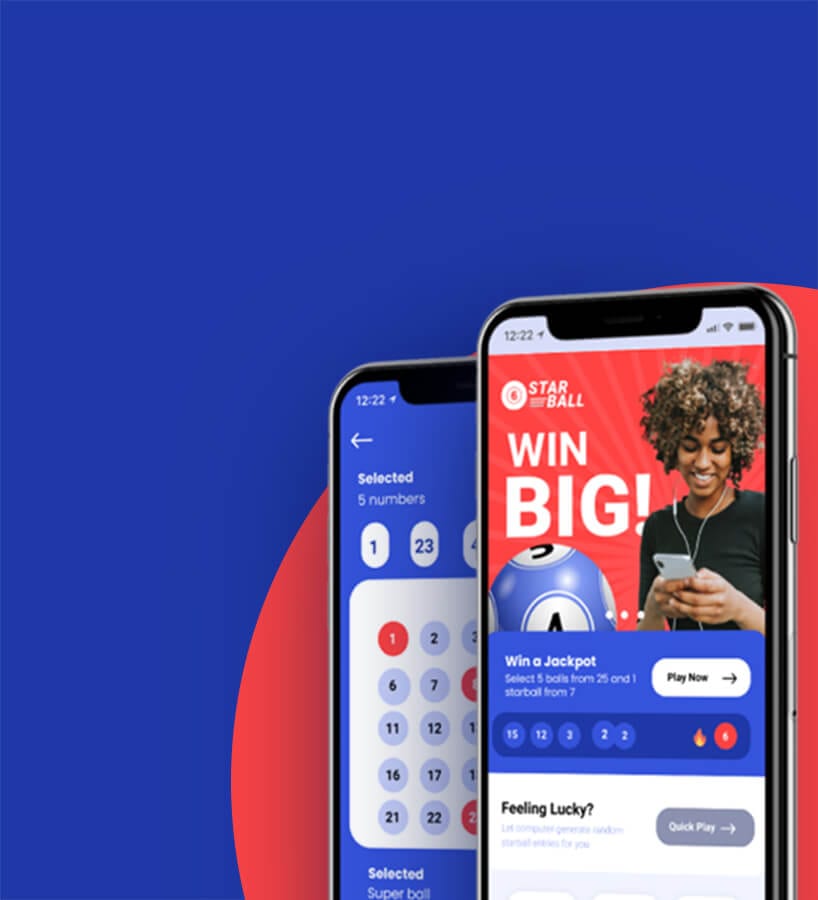 12:22
Selected
5 numbers
1 23 4
1 2 3
6 7 8
11 12
16 17
21 22
Selected
Super ball
12:22
6 STAR
BALL
WIN
BIG!
5
4
Win a Jackpot
Select 5 balls from 25 and 1
starball from 7
Play Now
15 12 3 2 2 6
Feeling Lucky?
Let computer generate random
starball entries for you
Quick Play